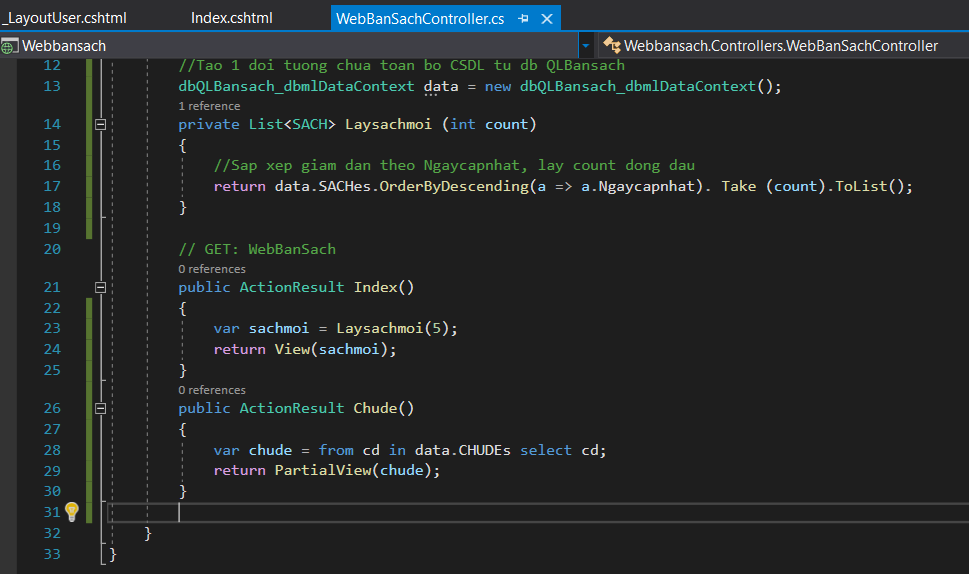 _LayoutUser.cshtml Index.cshtml WebBanSachController.cs
Webbansach Webbansach.Controllers.WebBanSachController
12 //Tao 1 doi tuong chua toan bo CSDL tu db QLBansach
13 dbQLBansach_dbmlDataContext data = new dbQLBansach_dbmlDataContext();
1 reference
14 private List<SACH> Laysachmoi (int count)
15 {
16 //Sap xep giam dan theo Ngaycapnhat, lay count dong dau
17 return data.SACHes.OrderByDescending(a => a.Ngaycapnhat). Take (count).ToList();
18 }
19
20 // GET: WebBanSach
0 references
21 public ActionResult Index()
22 {
23 var sachmoi = Laysachmoi(5);
24 return View(sachmoi);
25 }
0 references
26 public ActionResult Chude()
27 {
28 var chude = from cd in data.CHUDEs select cd;
29 return PartialView(chude);
30 }
31
32 }
33 }